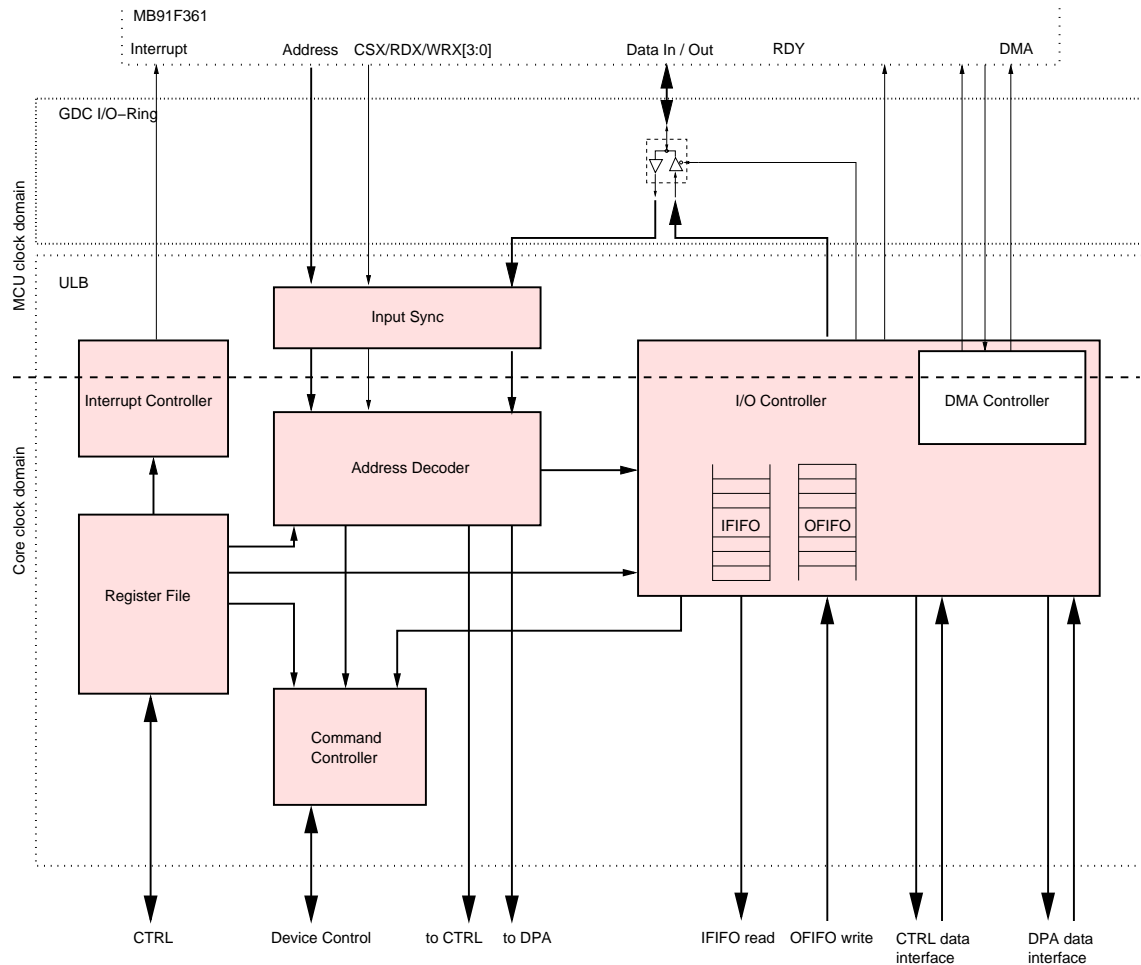 MB91F361
Interrupt
Address
CSX/RDX/WRX[3:0]
Data In / Out
RDY
DMA
GDC I/O−Ring
MCU clock domain
ULB
Input Sync
Interrupt Controller
I/O Controller
DMA Controller
Address Decoder
Core clock domain
IFIFO
OFIFO
Register File
Command
Controller
CTRL
Device Control
to CTRL
to DPA
IFIFO read
OFIFO write
CTRL data
interface
DPA data
interface